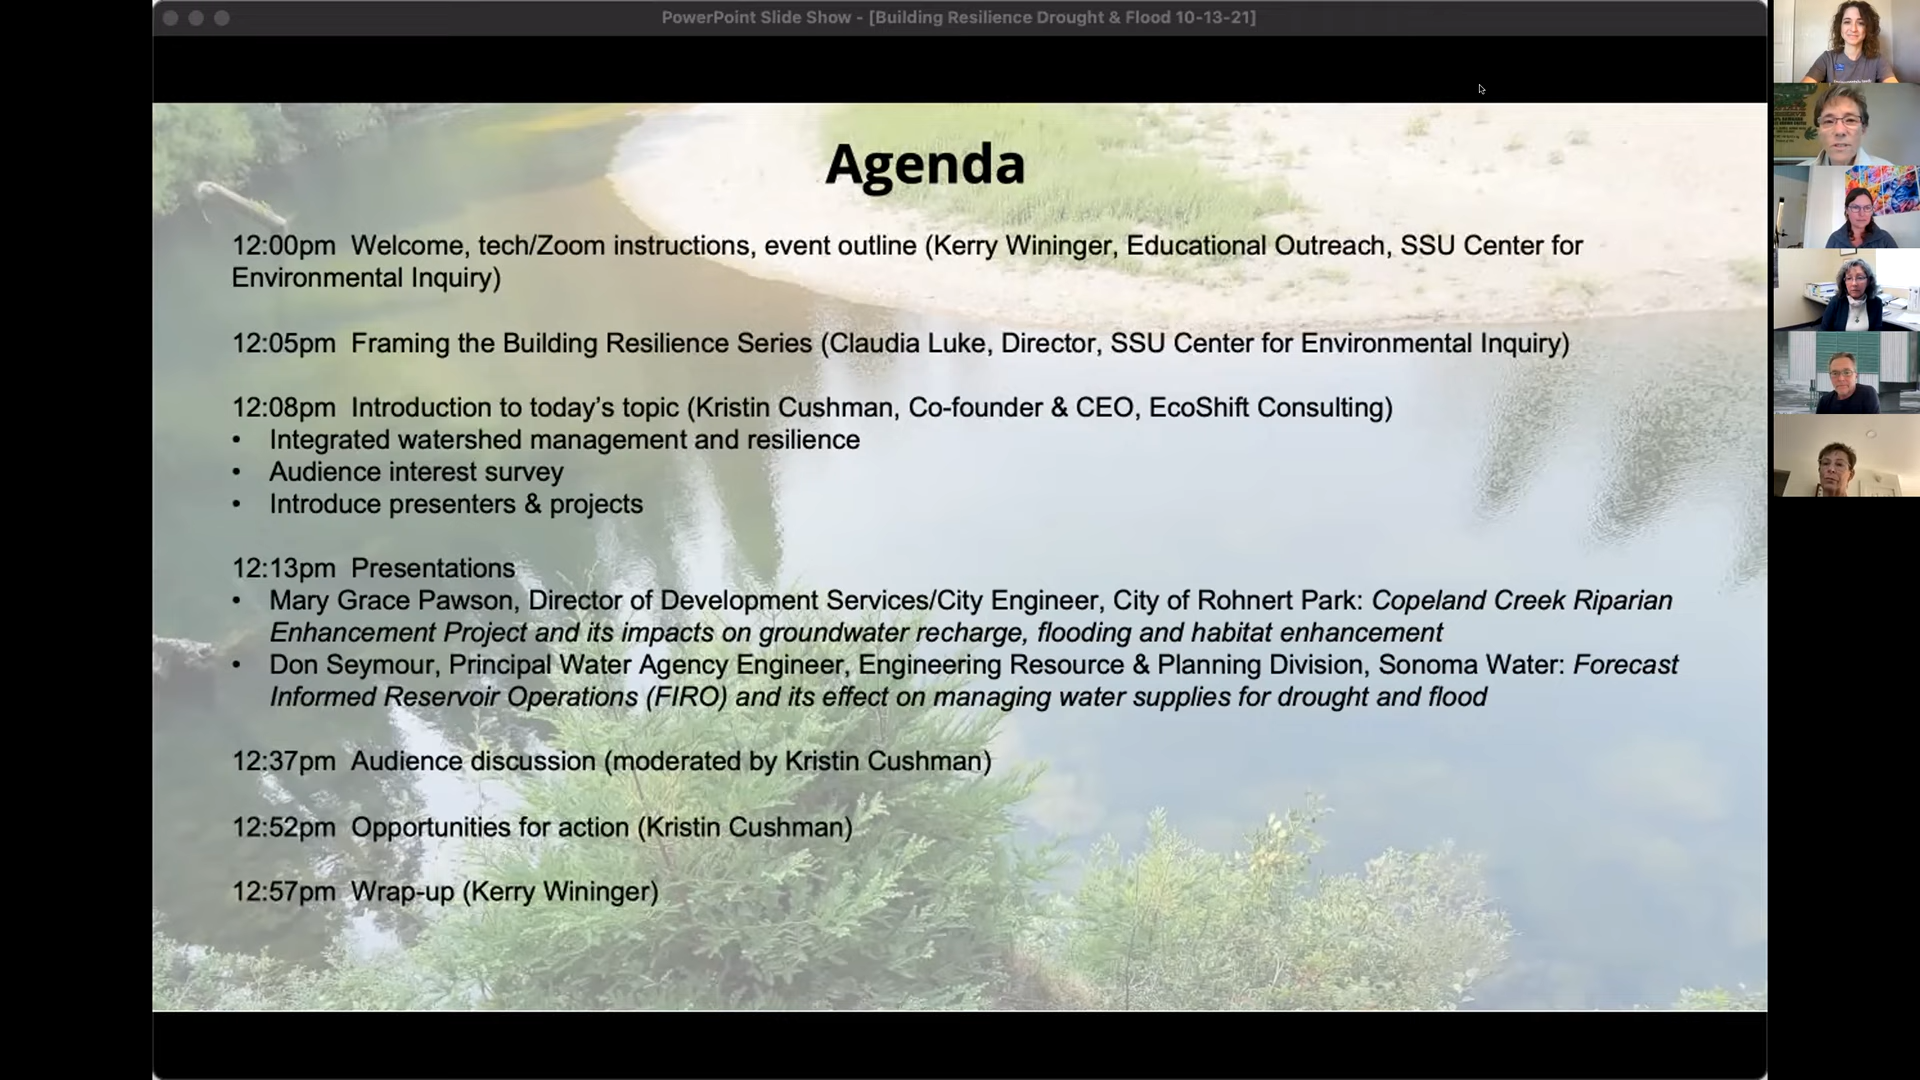 PowerPoint Slide Show - [Building Resilience Drought & Flood 10-13-21]
Agenda
12:00pm  Welcome, tech/Zoom instructions, event outline (Kerry Wininger, Educational Outreach, SSU Center for
Environmental Inquiry)
12:05pm  Framing the Building Resilience Series (Claudia Luke, Director, SSU Center for Environmental Inquiry)
12:08pm  Introduction to today’s topic (Kristin Cushman, Co-founder & CEO, EcoShift Consulting)
• Integrated watershed management and resilience
• Audience interest survey
• Introduce presenters & projects
12:13pm  Presentations
• Mary Grace Pawson, Director of Development Services/City Engineer, City of Rohnert Park: Copeland Creek Riparian
Enhancement Project and its impacts on groundwater recharge, flooding and habitat enhancement
• Don Seymour, Principal Water Agency Engineer, Engineering Resource & Planning Division, Sonoma Water: Forecast
Informed Reservoir Operations (FIRO) and its effect on managing water supplies for drought and flood
12:37pm  Audience discussion (moderated by Kristin Cushman)
12:52pm  Opportunities for action (Kristin Cushman)
12:57pm  Wrap-up (Kerry Wininger)